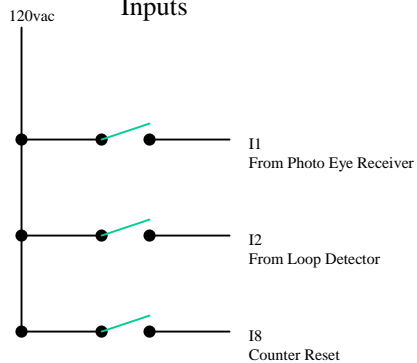 Inputs
120vac
I1
From Photo Eye Receiver
I2
From Loop Detector
I8
Counter Reset